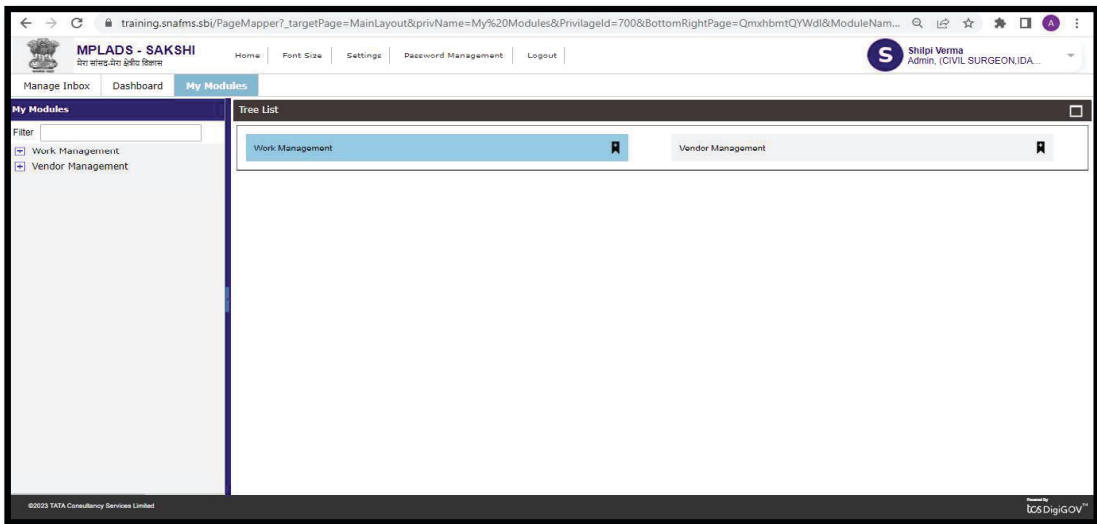 training.snafms.sbi/PageMapper?_targetPage=MainLayout&privName=My%20Modules&PrivilageId=700&BottomRightPage=QmxhbmtQYWdl&ModuleNam...
A
MPLADS - SAKSHI
मेरा सांसद-मेरा क्षेत्रीय विकास
Home Font Size Settings Password Management Logout
S
Shilpi Verma
Admin, (CIVIL SURGEON,IDA...
Manage Inbox Dashboard My Modules
My Modules
Tree List
Filter
Work Management
Vendor Management
Work Management
Vendor Management
©2023 TATA Consultancy Services Limited
Powered By
tcs DigiGOV™